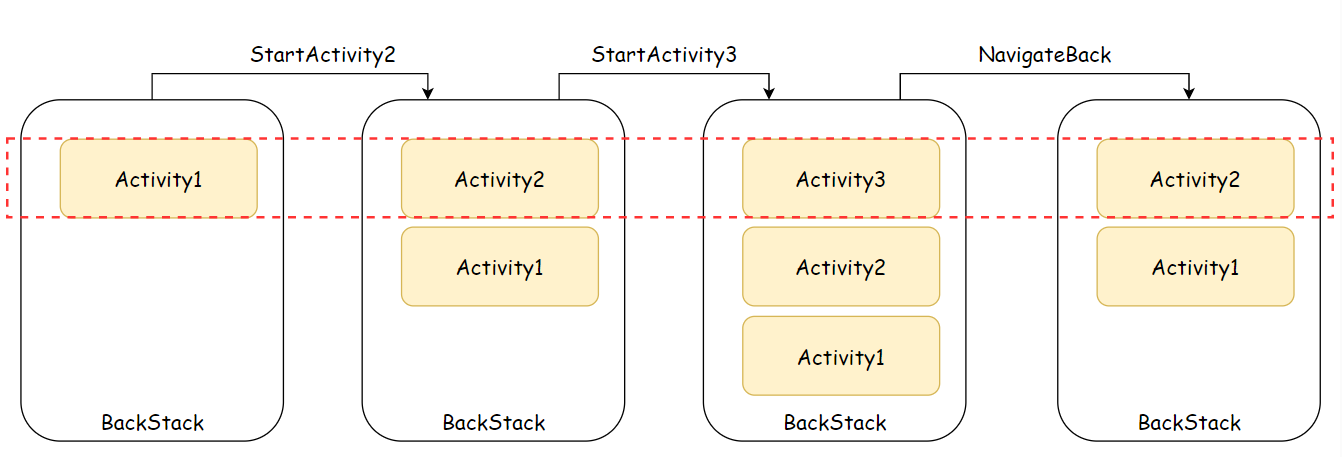 StartActivity2
StartActivity3
NavigateBack
Activity1
Activity2
Activity3
Activity2
Activity1
Activity2
Activity1
Activity1
BackStack
BackStack
BackStack
BackStack